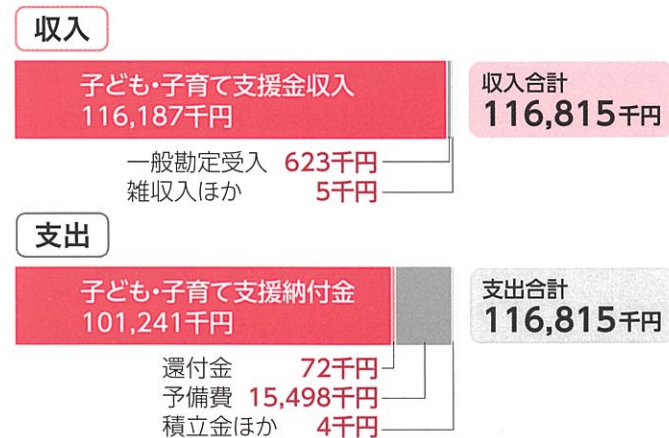 収入
子ども・子育て支援金収入
116,187千円
収入合計
116,815千円
一般勘定受入 623千円
雑収入ほか 5千円
支出
子ども・子育て支援納付金
101,241千円
支出合計
116,815千円
還付金 72千円
予備費 15,498千円
積立金ほか 4千円